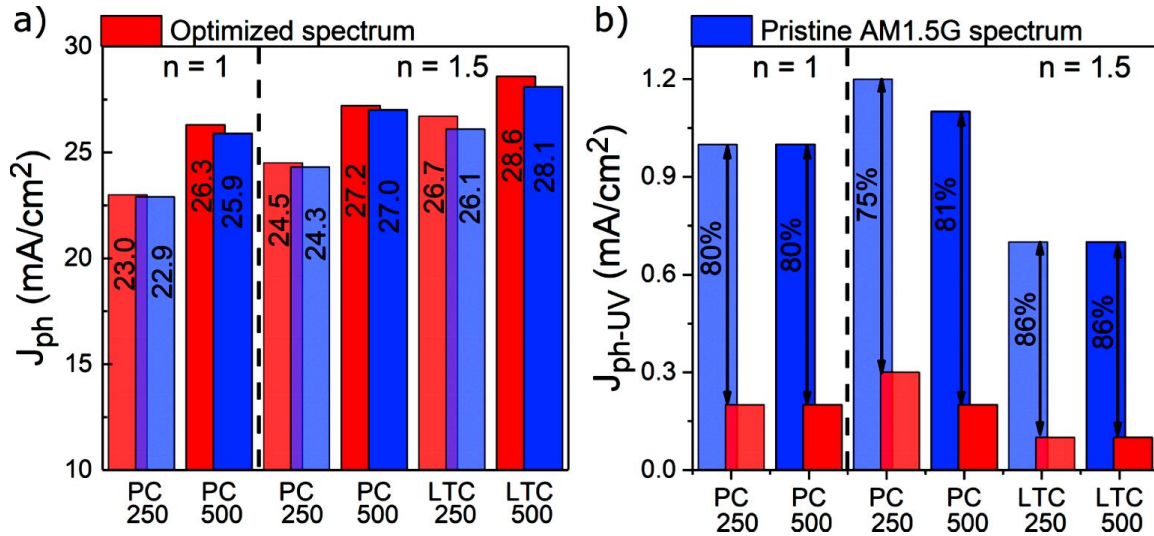 a)
Optimized spectrum
30
25
20
15
10
J_ph (mA/cm²)
n = 1
n = 1.5
23.0
22.9
26.3
25.9
24.5
24.3
27.2
27.0
26.7
26.1
28.6
28.1
PC
250
PC
500
PC
250
PC
500
LTC
250
LTC
500
b)
Pristine AM1.5G spectrum
1.2
0.9
0.6
0.3
0.0
J_ph-UV (mA/cm²)
n = 1
n = 1.5
80%
80%
75%
81%
86%
86%
PC
250
PC
500
PC
250
PC
500
LTC
250
LTC
500